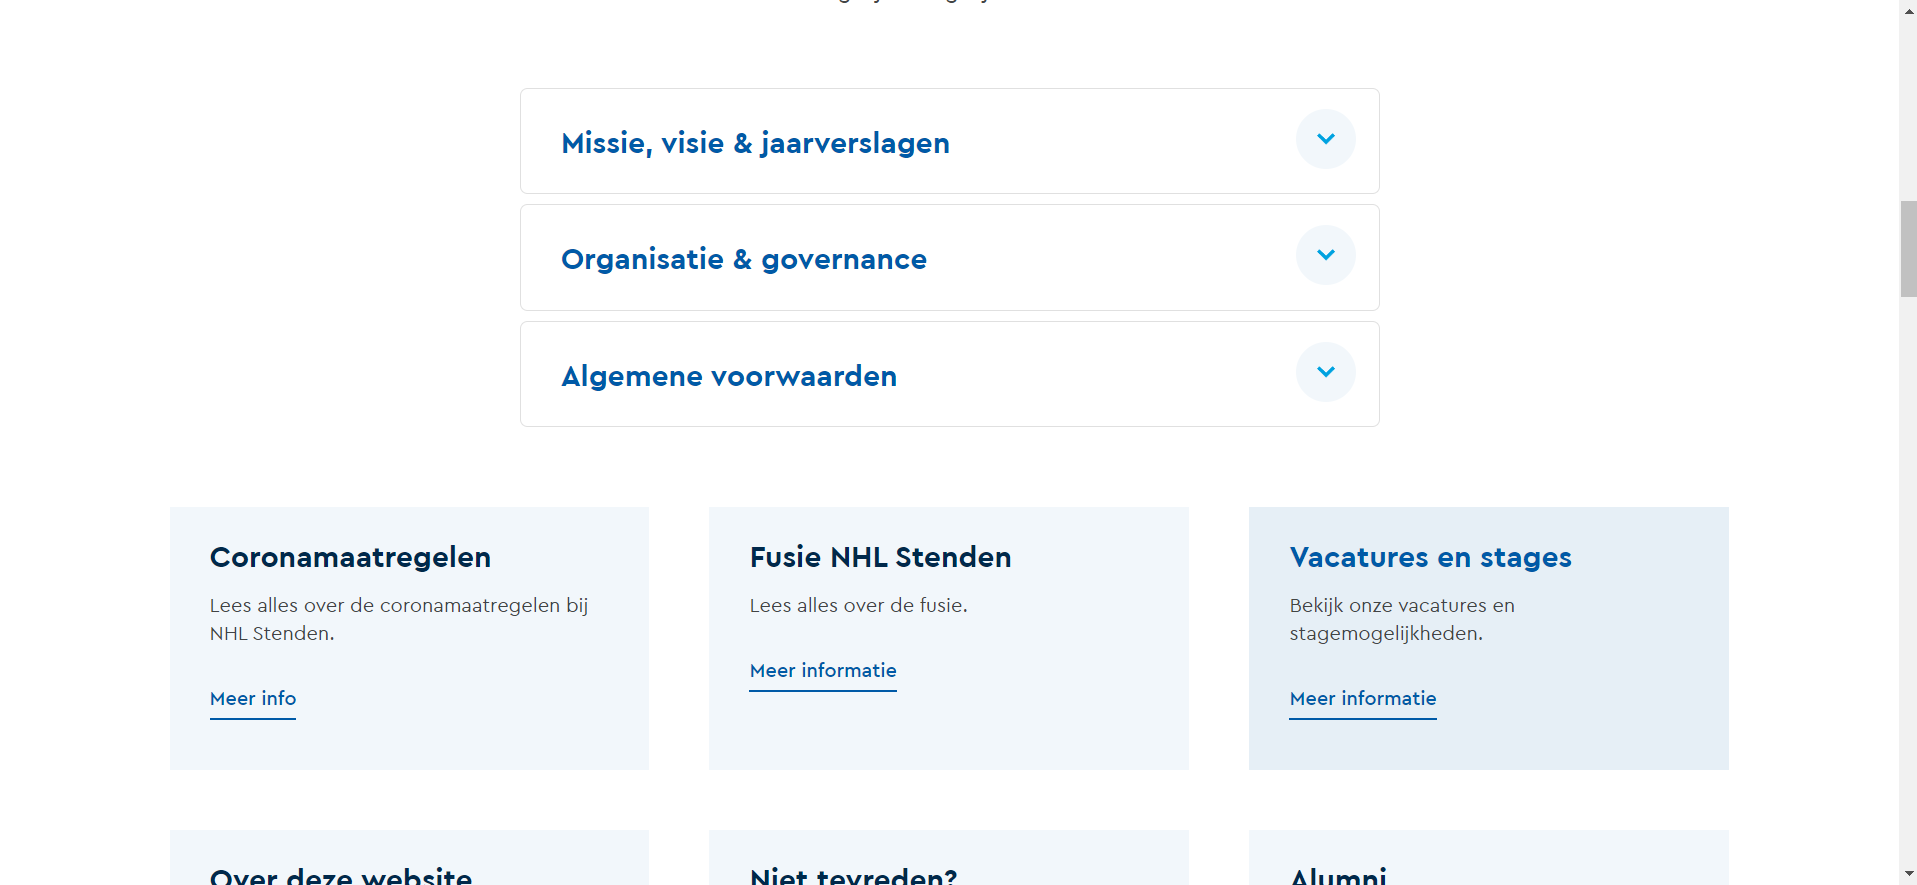 Missie, visie & jaarverslagen
Organisatie & governance
Algemene voorwaarden
Coronamaatregelen
Lees alles over de coronamaatregelen bij
NHL Stenden.
Meer info
Fusie NHL Stenden
Lees alles over de fusie.
Meer informatie
Vacatures en stages
Bekijk onze vacatures en
stagemogelijkheden.
Meer informatie
Over deze website
Niet tevreden?
Alumni